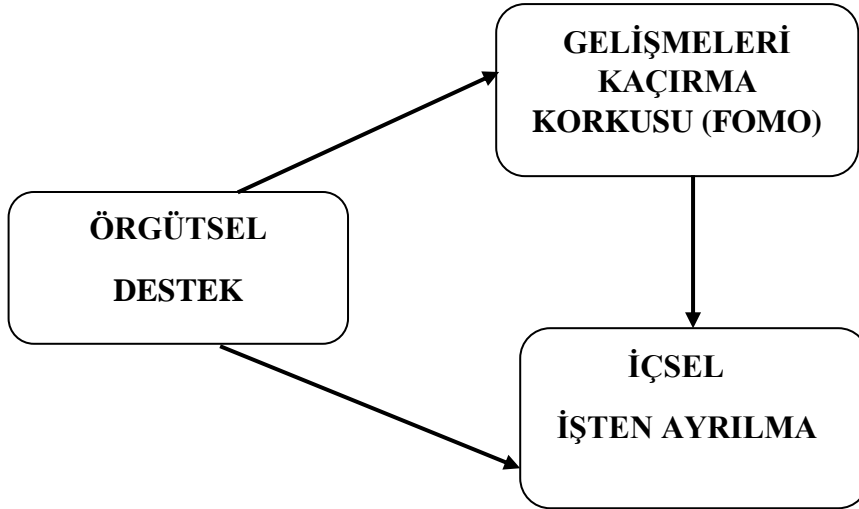 GELİŞMELERİ
KAÇIRMA
KORKUSU (FOMO)
ÖRGÜTSEL
DESTEK
İÇSEL
İŞTEN AYRILMA